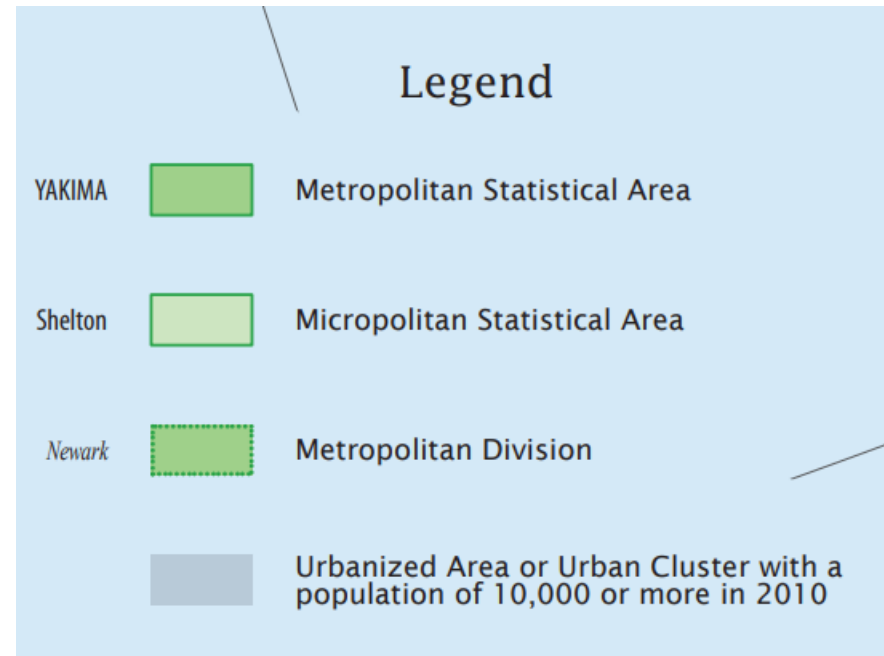 Legend
YAKIMA Metropolitan Statistical Area
Shelton Micropolitan Statistical Area
Newark Metropolitan Division
Urbanized Area or Urban Cluster with a
population of 10,000 or more in 2010